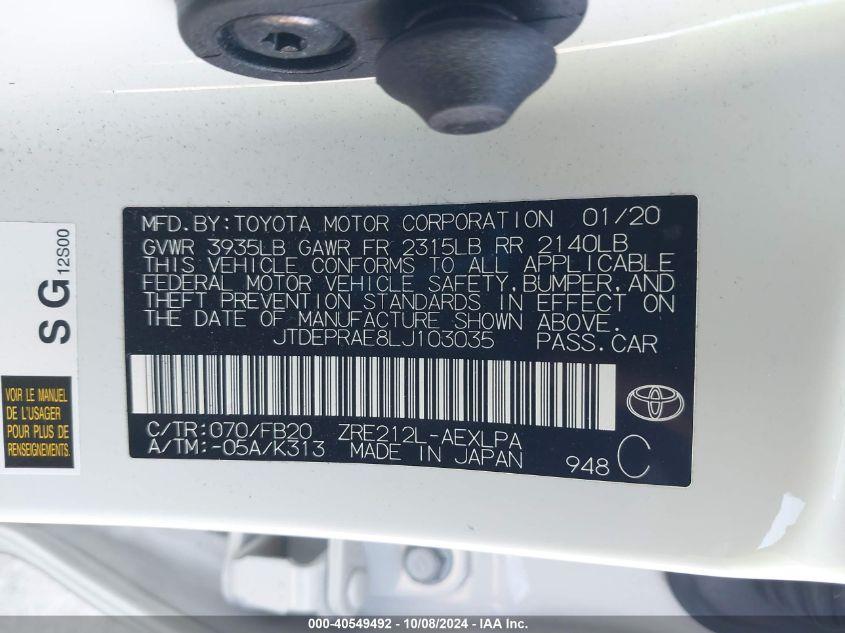 MFD.BY:TOYOTA MOTOR CORPORATION 01/20
GVWR 3935LB GAWR FR 2315LB RR 2140LB
THIS VEHICLE CONFORMS TO ALL APPLICABLE
FEDERAL MOTOR VEHICLE SAFETY,BUMPER,AND
THEFT PREVENTION STANDARDS IN EFFECT ON
THE DATE OF MANUFACTURE SHOWN ABOVE.
JTDEPRAE8LJ103035 PASS.CAR
C/TR:070/FB20 ZRE212L-AEXLPA
A/TM:-05A/K313 MADE IN JAPAN
948 C
SG 12S00
VOIR LE MANUEL
DE L'USAGER
POUR PLUS
DE DETAILS
000-40549492 - 10/08/2024 - IAA Inc.